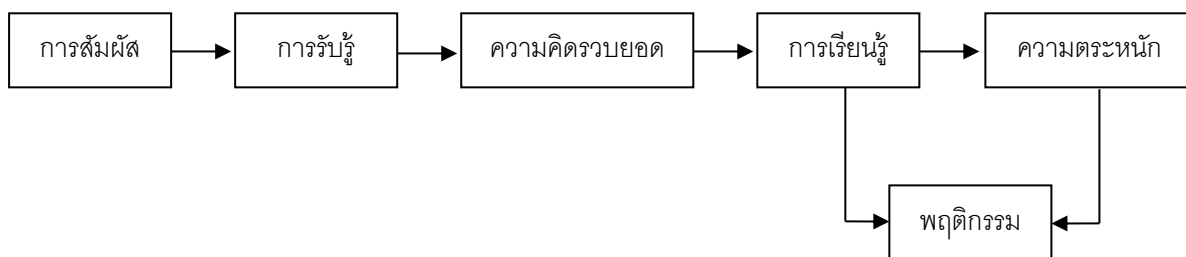 การสัมผัส
การรับรู้
ความคิดรวบยอด
การเรียนรู้
ความตระหนัก
พฤติกรรม